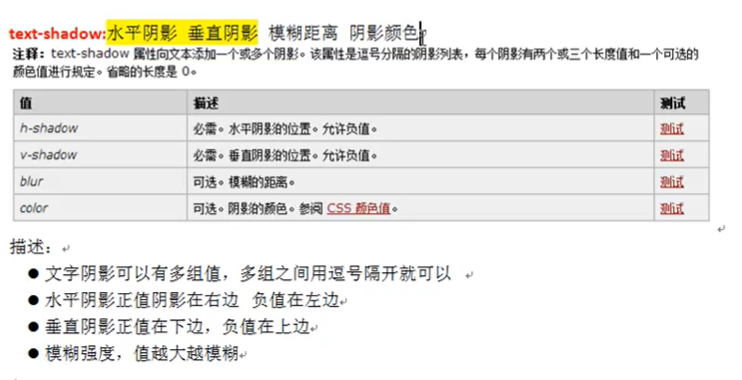 text-shadow:水平阴影 垂直阴影 模糊距离 阴影颜色
注释：text-shadow 属性向文本添加一个或多个阴影。该属性是逗号分隔的阴影列表，每个阴影有两个或三个长度值和一个可选的
颜色值进行规定。省略的长度是 0。
值 描述 测试
h-shadow 必需。水平阴影的位置。允许负值。 测试
v-shadow 必需。垂直阴影的位置。允许负值。 测试
blur 可选。模糊的距离。 测试
color 可选。阴影的颜色。参阅 CSS 颜色值。 测试
描述：
● 文字阴影可以有多组值，多组之间用逗号隔开就可以
● 水平阴影正值阴影在右边 负值在左边
● 垂直阴影正值在下边，负值在上边
● 模糊强度，值越大越模糊